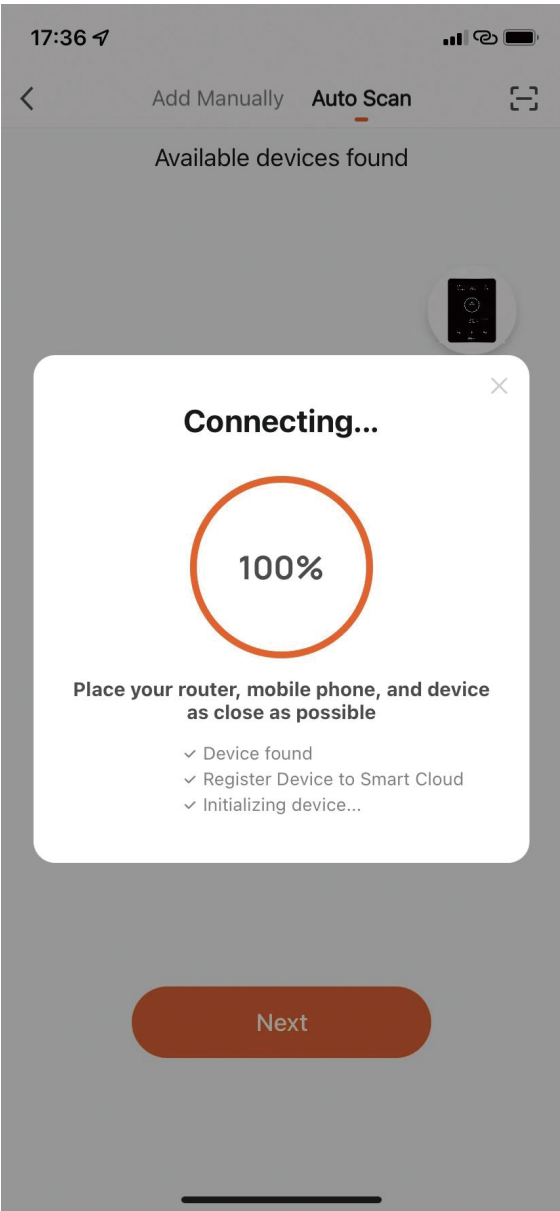 17:36
Add Manually Auto Scan
Available devices found
Connecting...
100%
Place your router, mobile phone, and device
as close as possible
✓ Device found
✓ Register Device to Smart Cloud
✓ Initializing device...
Next